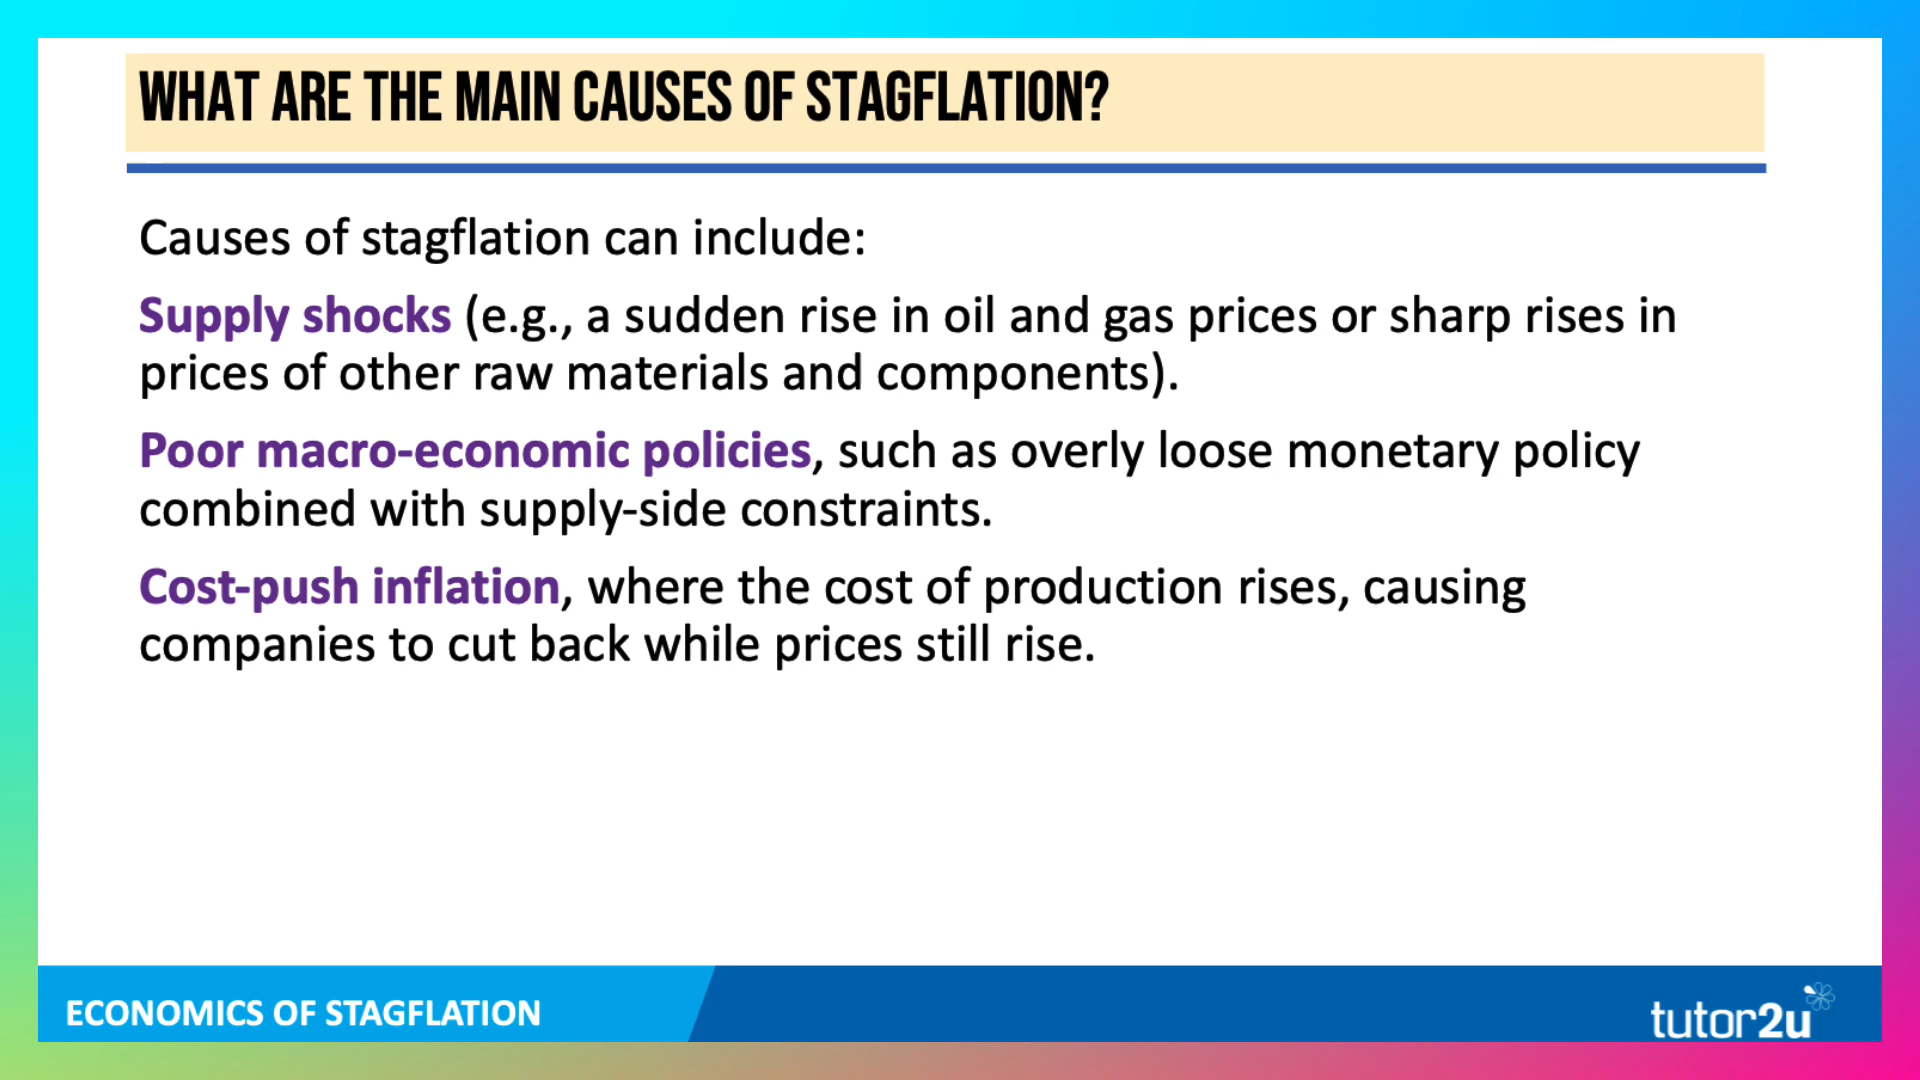 WHAT ARE THE MAIN CAUSES OF STAGFLATION?
Causes of stagflation can include:
Supply shocks (e.g., a sudden rise in oil and gas prices or sharp rises in
prices of other raw materials and components).
Poor macro-economic policies, such as overly loose monetary policy
combined with supply-side constraints.
Cost-push inflation, where the cost of production rises, causing
companies to cut back while prices still rise.
ECONOMICS OF STAGFLATION
tutor2u